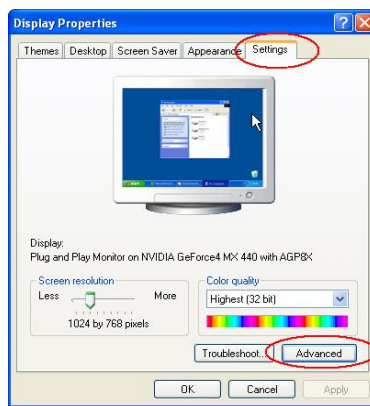 Display Properties
Themes Desktop Screen Saver Appearance Settings
Display:
Plug and Play Monitor on NVIDIA GeForce4 MX 440 with AGP8X
Screen resolution
Less More
1024 by 768 pixels
Color quality
Highest (32 bit)
Troubleshoot... Advanced
OK Cancel Apply